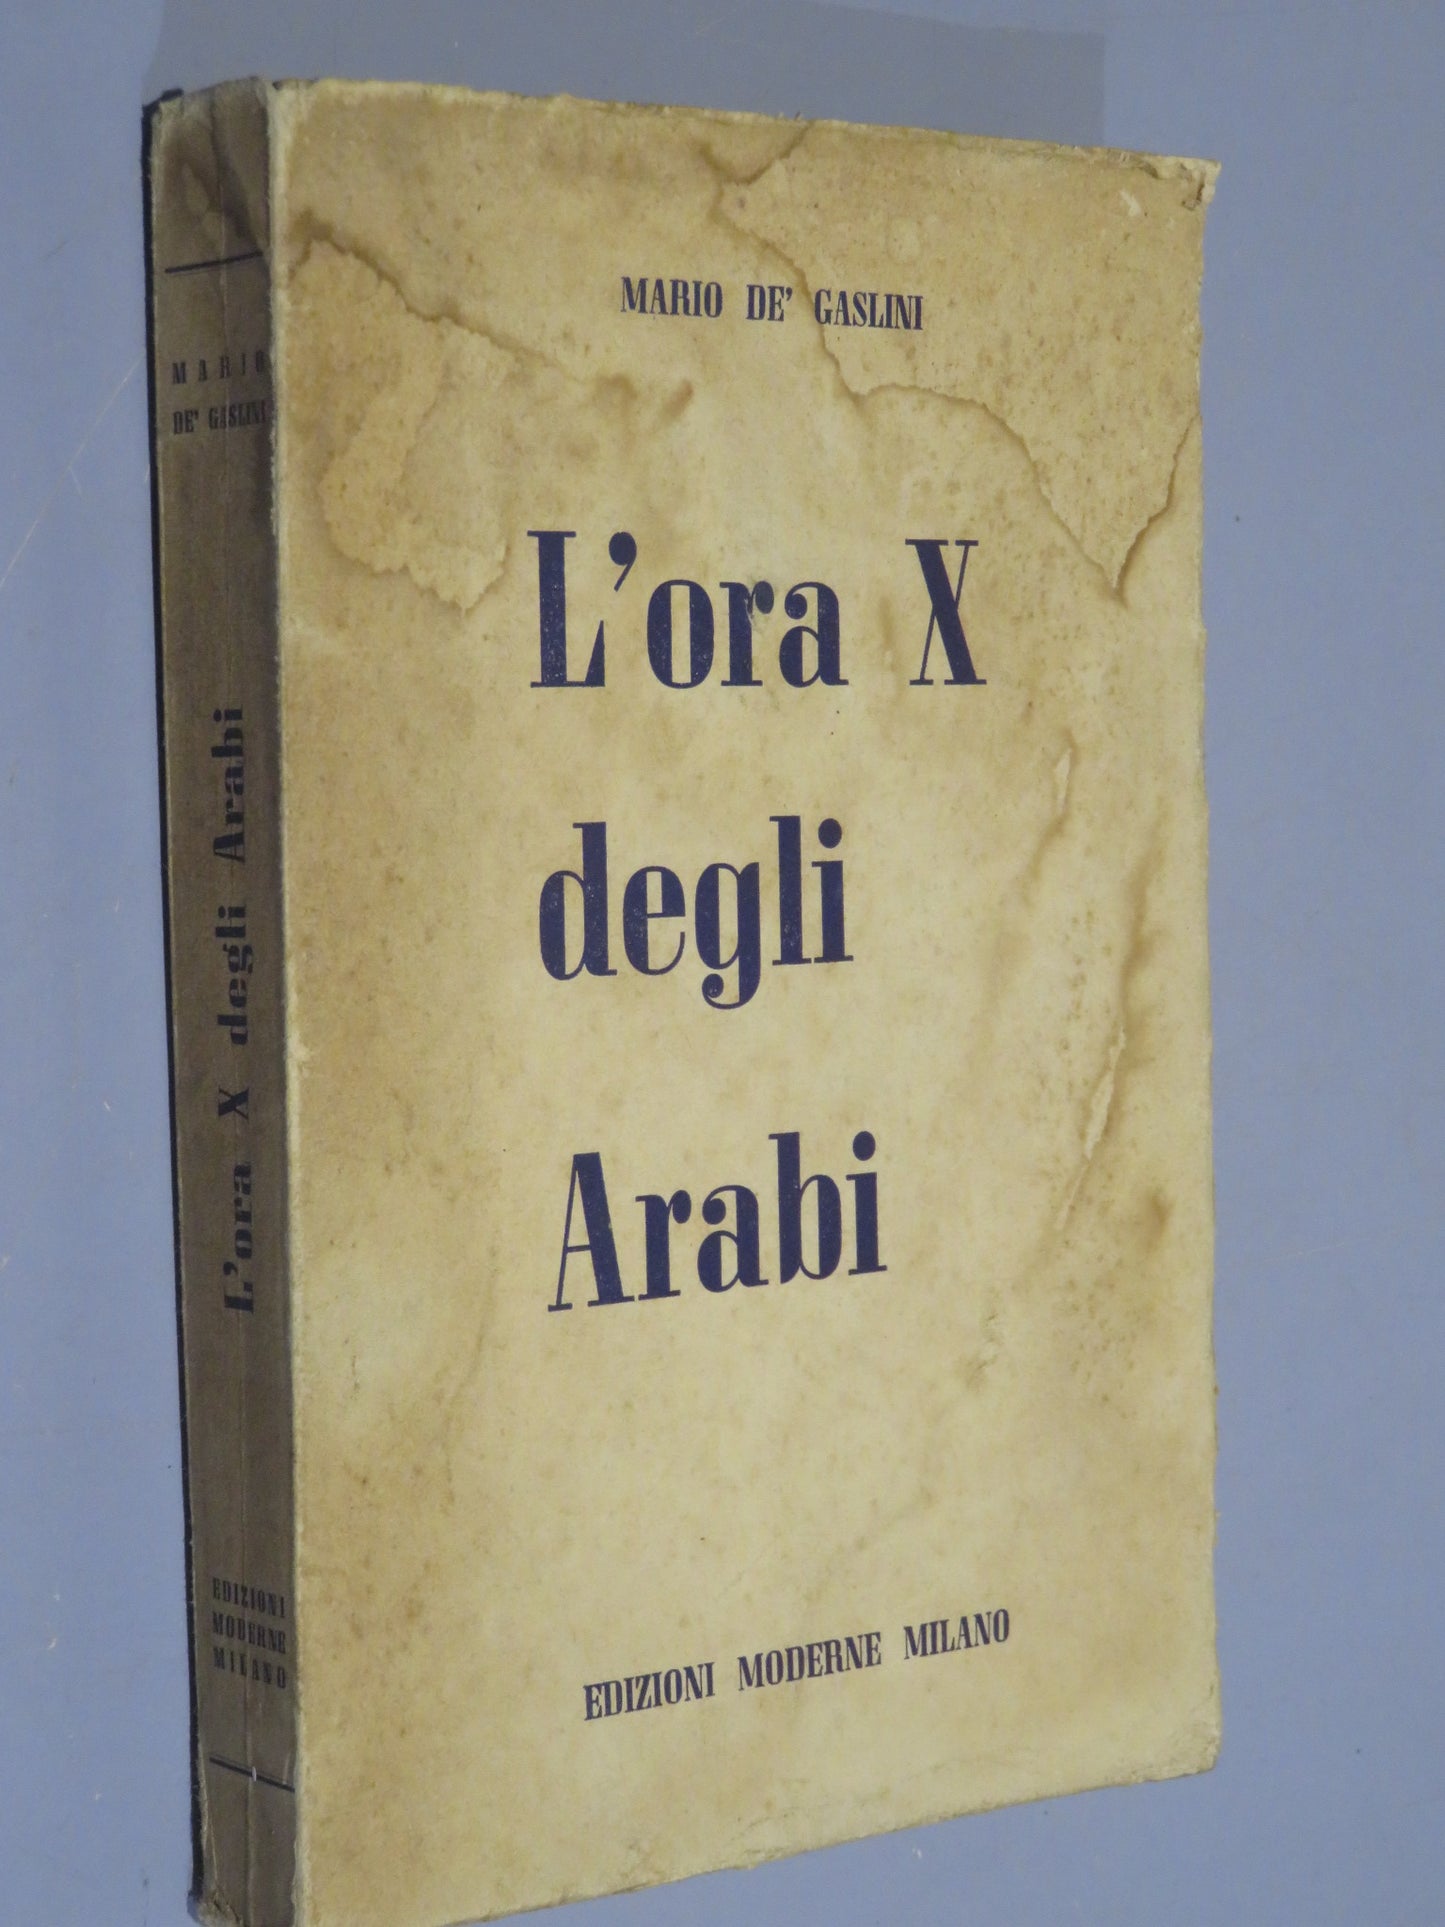 MARIO DE' GASLINI
L'ora X
degli
Arabi
EDIZIONI MODERNE MILANO
MARIO
DE' GASLINI
L'ora X degli Arabi
EDIZIONI
MODERNE
MILANO